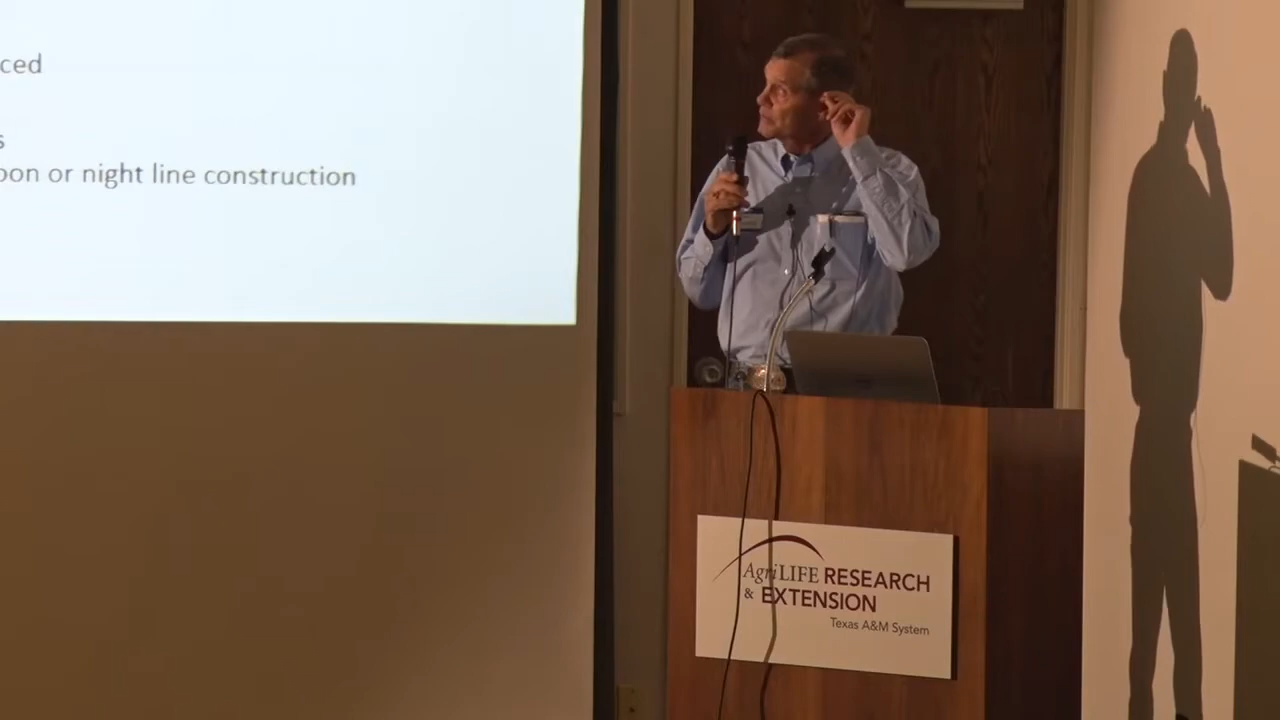 ced
s
oon or night line construction
AgriLIFE RESEARCH
& EXTENSION
Texas A&M System